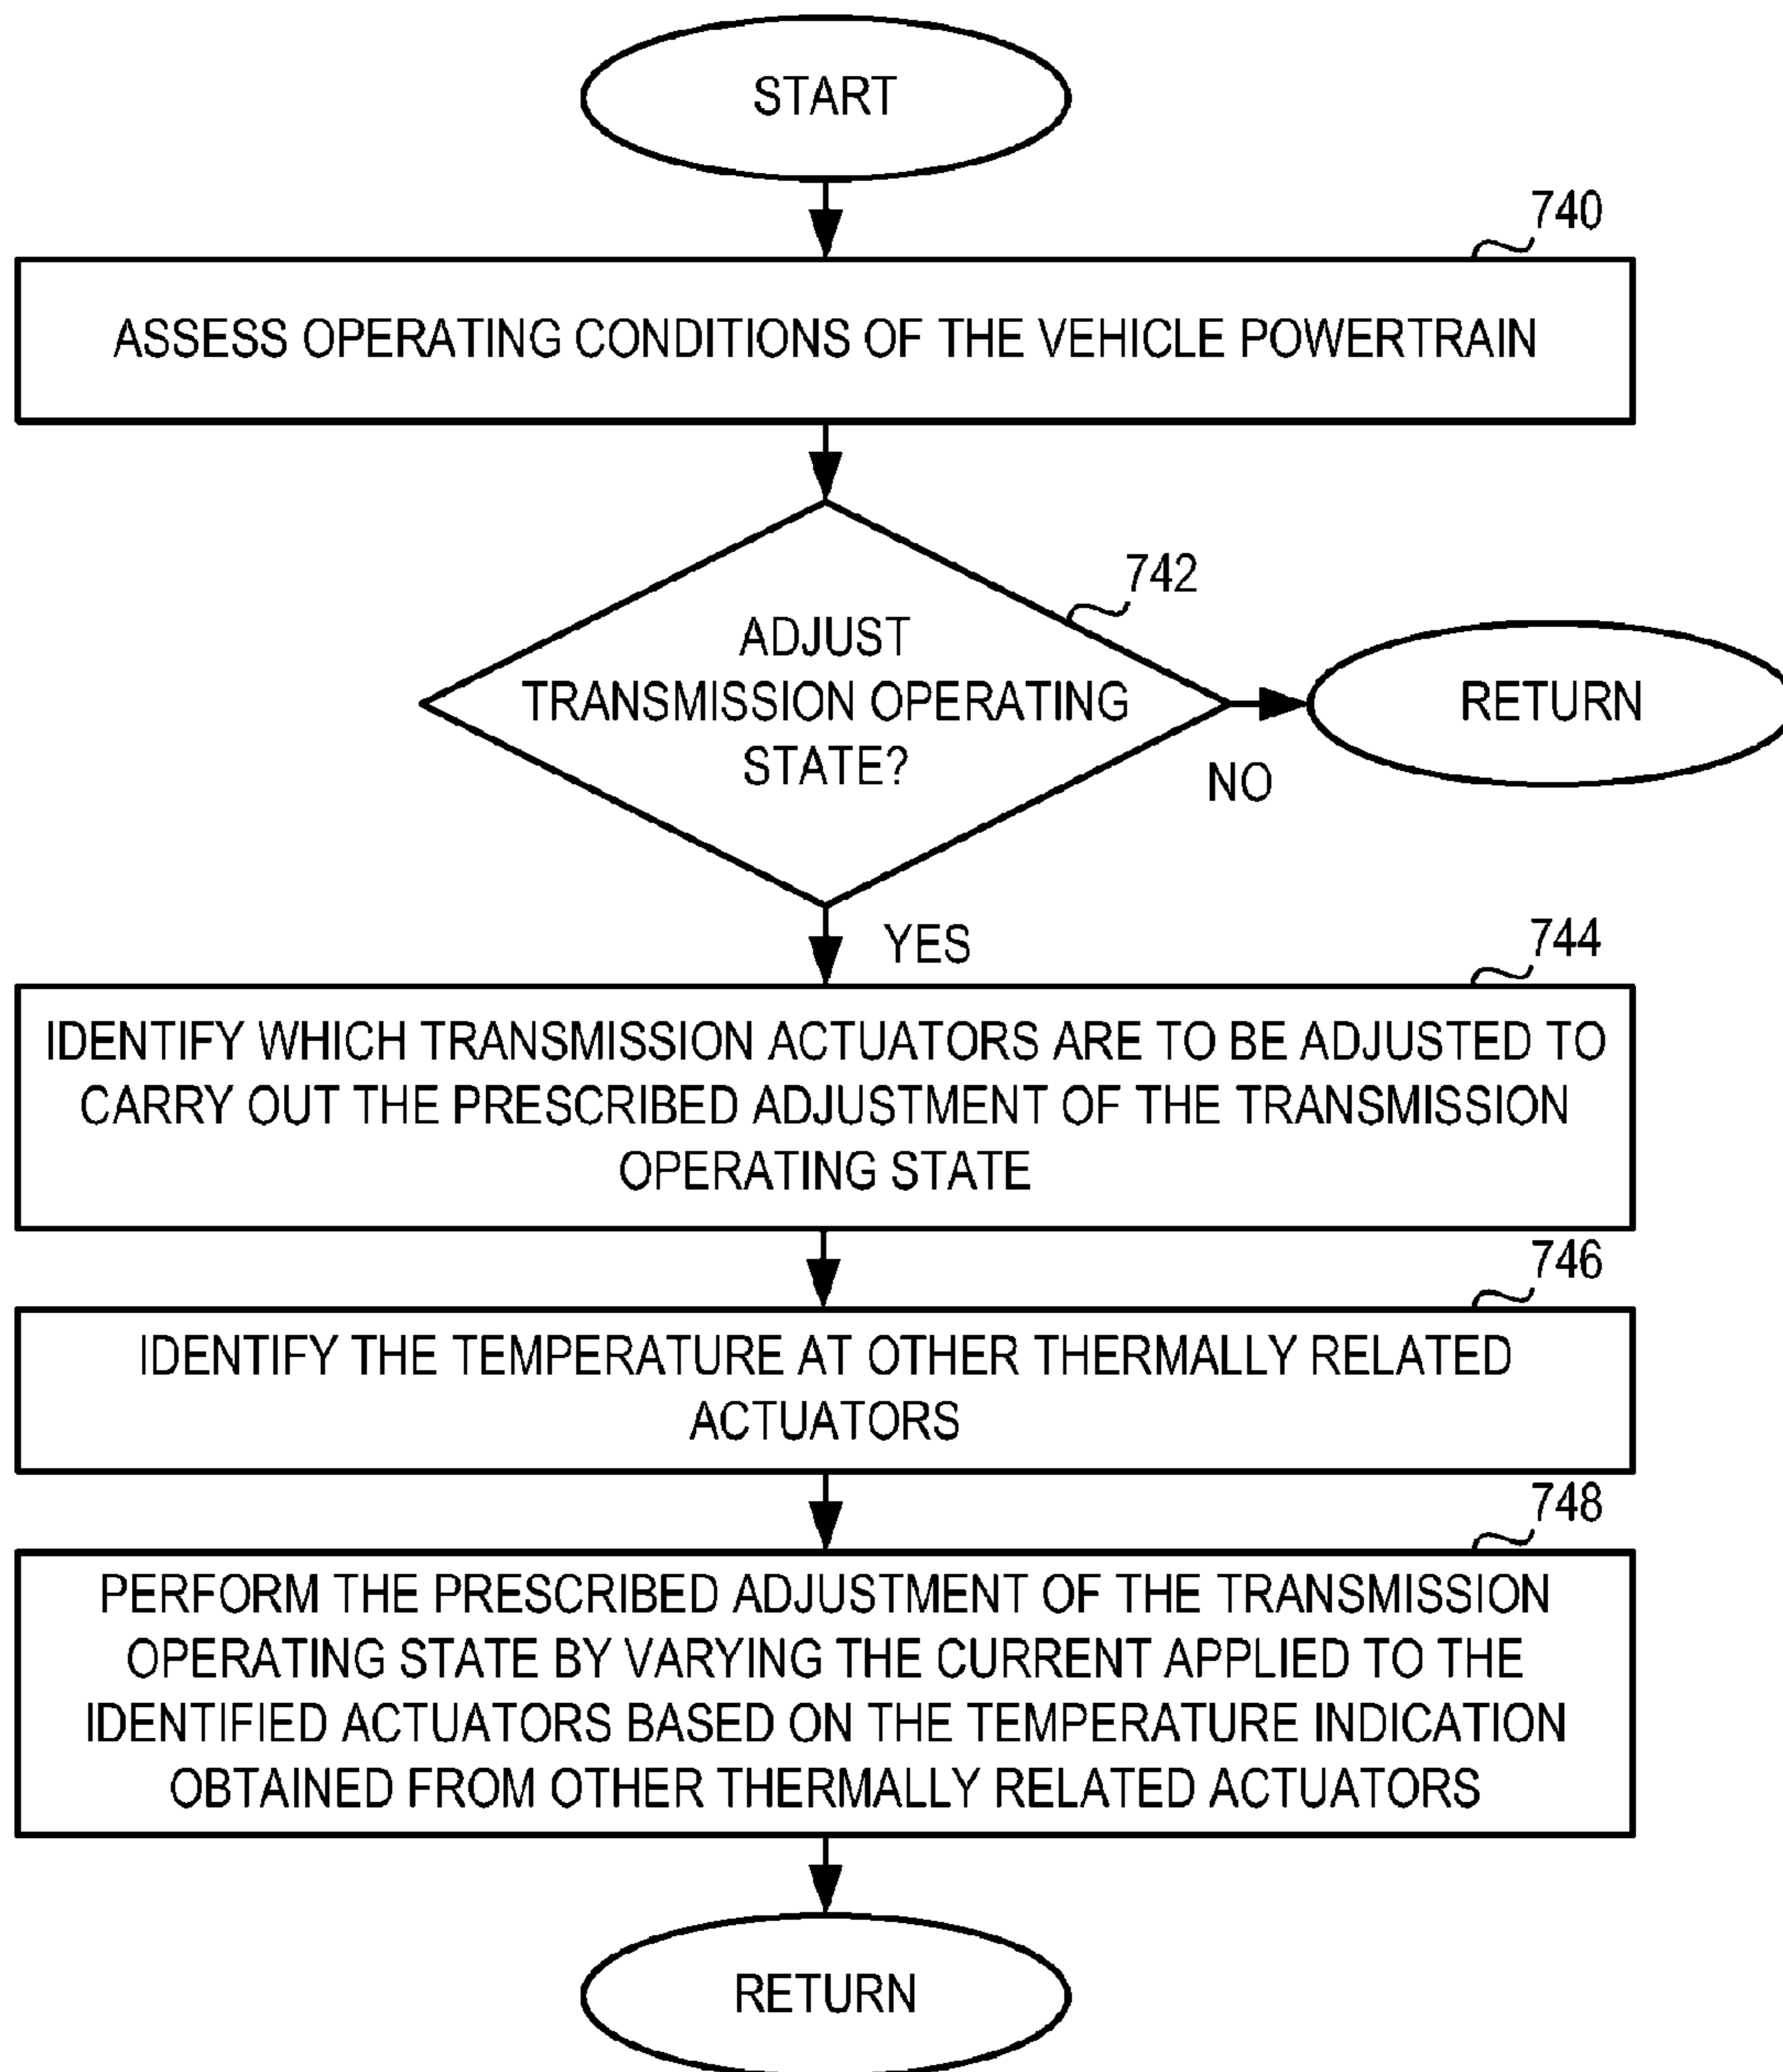 START
740
ASSESS OPERATING CONDITIONS OF THE VEHICLE POWERTRAIN
742
ADJUST
TRANSMISSION OPERATING
STATE?
RETURN
NO
YES
744
IDENTIFY WHICH TRANSMISSION ACTUATORS ARE TO BE ADJUSTED TO
CARRY OUT THE PRESCRIBED ADJUSTMENT OF THE TRANSMISSION
OPERATING STATE
746
IDENTIFY THE TEMPERATURE AT OTHER THERMALLY RELATED
ACTUATORS
748
PERFORM THE PRESCRIBED ADJUSTMENT OF THE TRANSMISSION
OPERATING STATE BY VARYING THE CURRENT APPLIED TO THE
IDENTIFIED ACTUATORS BASED ON THE TEMPERATURE INDICATION
OBTAINED FROM OTHER THERMALLY RELATED ACTUATORS
RETURN